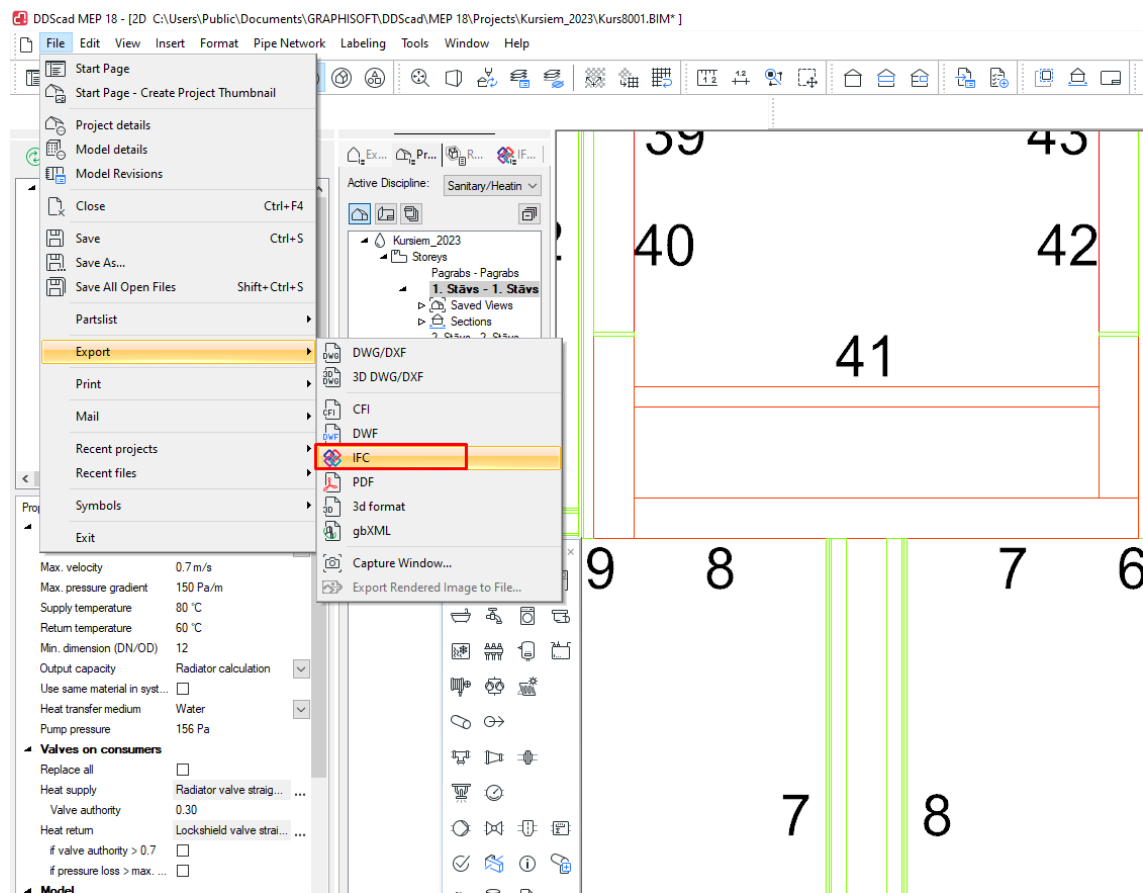 DDScad MEP 18 - [2D C:\Users\Public\Documents\GRAPHISOFT\DDScad\MEP 18\Projects\Kursiem_2023\Kurs8001.BIM* ]
File Edit View Insert Format Pipe Network Labeling Tools Window Help
Start Page
Start Page - Create Project Thumbnail
Project details
Model details
Model Revisions
Close Ctrl+F4
Save Ctrl+S
Save As...
Save All Open Files Shift+Ctrl+S
Partslist
Export
Print
Mail
Recent projects
Recent files
Symbols
Exit
DWG/DXF
3D DWG/DXF
CFI
DWF
IFC
PDF
3d format
gbXML
Capture Window...
Export Rendered Image to File...
Ex... Pr... R... IF...
Active Discipline: Sanitary/Heatin
Kursiem_2023
Storeys
Pagrabs - Pagrabs
1. Stāvs - 1. Stāvs
Saved Views
Sections
2. Stāvs - 2. Stāvs
Max. velocity 0.7 m/s
Max. pressure gradient 150 Pa/m
Supply temperature 80 °C
Return temperature 60 °C
Min. dimension (DN/OD) 12
Output capacity Radiator calculation
Use same material in syst...
Heat transfer medium Water
Pump pressure 156 Pa
Valves on consumers
Replace all
Heat supply Radiator valve straig... ...
Valve authority 0.30
Heat return Lockshield valve strai... ...
if valve authority > 0.7
if pressure loss > max. ...
Model
39 43
40 42
41
9 8 7 6
7 8